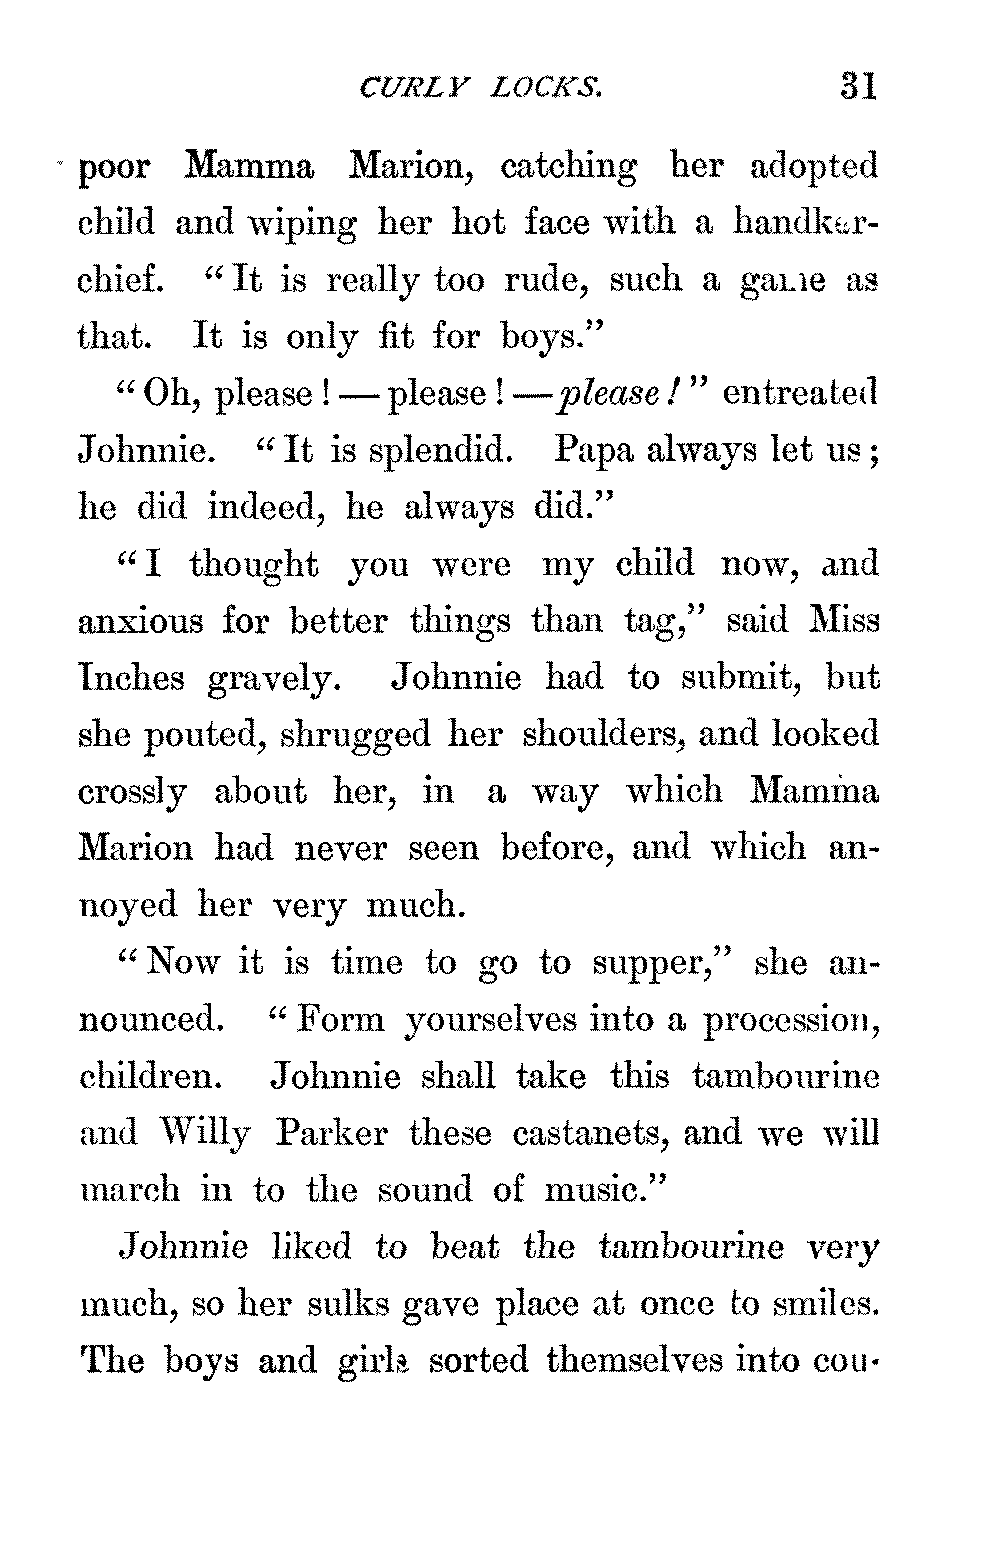 CURLY LOCKS. 31
poor Mamma Marion, catching her adopted
child and wiping her hot face with a handker-
chief. “It is really too rude, such a game as
that. It is only fit for boys.”
“Oh, please! — please! — please!” entreated
Johnnie. “It is splendid. Papa always let us;
he did indeed, he always did.”
“I thought you were my child now, and
anxious for better things than tag,” said Miss
Inches gravely. Johnnie had to submit, but
she pouted, shrugged her shoulders, and looked
crossly about her, in a way which Mamma
Marion had never seen before, and which an-
noyed her very much.
“Now it is time to go to supper,” she an-
nounced. “Form yourselves into a procession,
children. Johnnie shall take this tambourine
and Willy Parker these castanets, and we will
march in to the sound of music.”
Johnnie liked to beat the tambourine very
much, so her sulks gave place at once to smiles.
The boys and girls sorted themselves into cou-